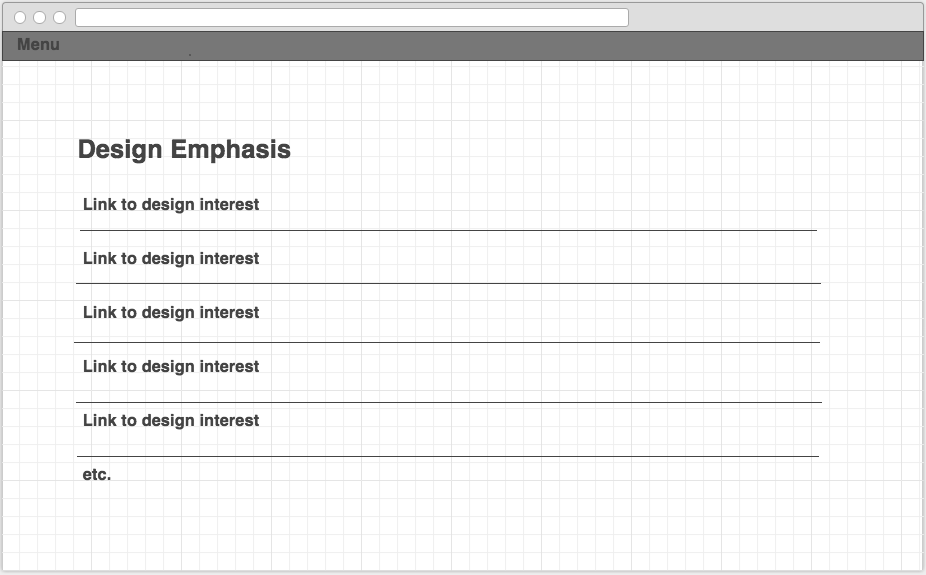 Menu
Design Emphasis
Link to design interest
Link to design interest
Link to design interest
Link to design interest
Link to design interest
etc.